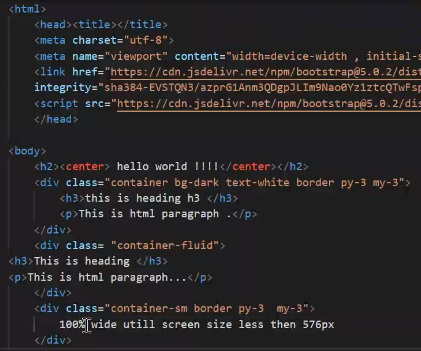 <html>
<head><title></title>
<meta charset="utf-8">
<meta name="viewport" content="width=device-width , initial-s
<link href="https://cdn.jsdelivr.net/npm/bootstrap@5.0.2/dist
integrity="sha384-EVSTQN3/azprG1Anm3QDgpJLIm9Nao0Yz1ztcQTwFsp
<script src="https://cdn.jsdelivr.net/npm/bootstrap@5.0.2/dis
</head>
<body>
<h2><center> hello world !!!!</center></h2>
<div class="container bg-dark text-white border py-3 my-3">
<h3>this is heading h3 </h3>
<p>This is html paragraph .</p>
</div>
<div class= "container-fluid">
<h3>This is heading </h3>
<p>This is html paragraph...</p>
</div>
<div class="container-sm border py-3  my-3">
100% wide utill screen size less then 576px
</div>